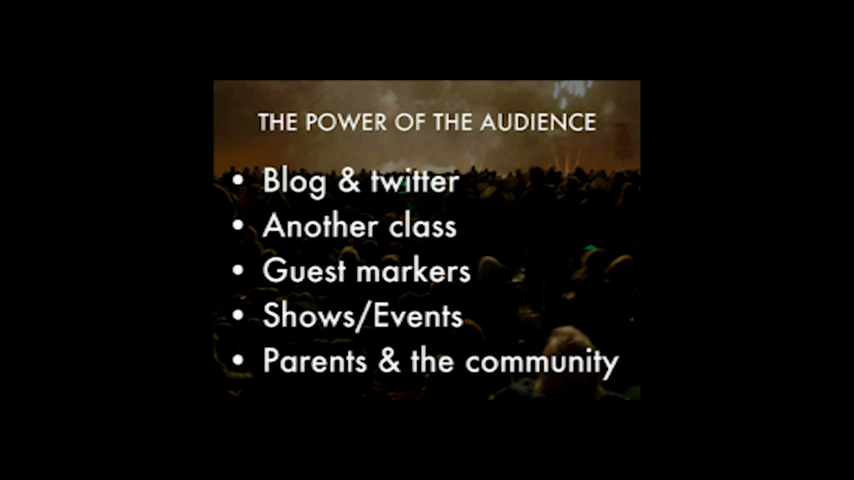 THE POWER OF THE AUDIENCE
• Blog & twitter
• Another class
• Guest markers
• Shows/Events
• Parents & the community